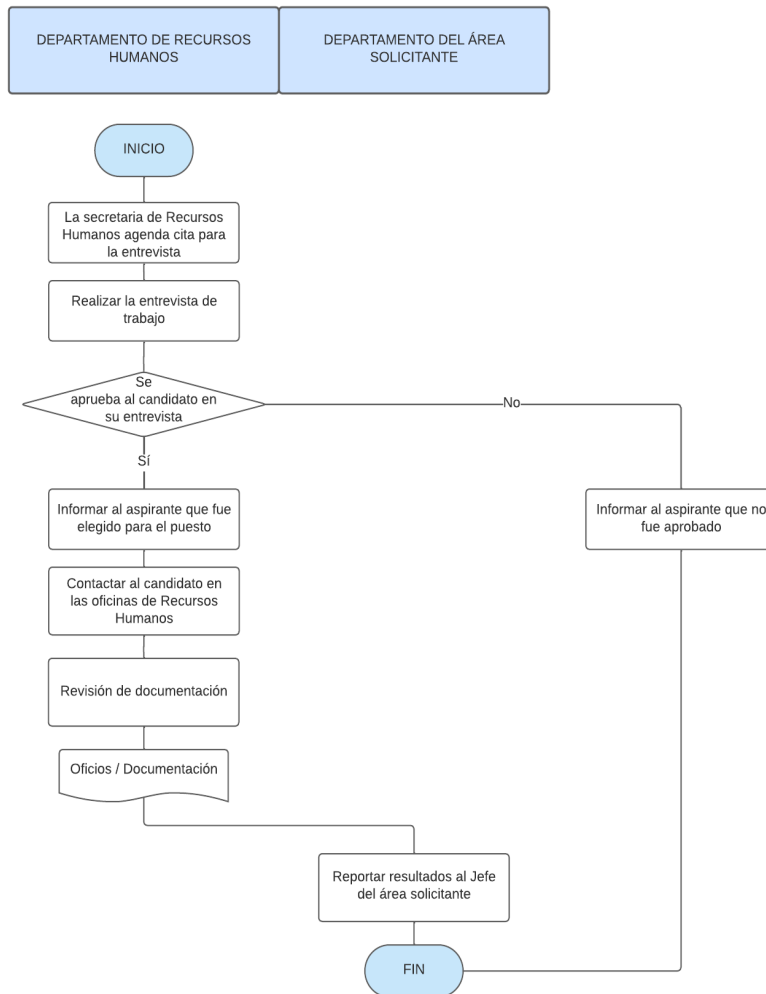 DEPARTAMENTO DE RECURSOS
HUMANOS
DEPARTAMENTO DEL ÁREA
SOLICITANTE
INICIO
La secretaria de Recursos
Humanos agenda cita para
la entrevista
Realizar la entrevista de
trabajo
Se
aprueba al candidato en
su entrevista
No
Sí
Informar al aspirante que fue
elegido para el puesto
Informar al aspirante que no
fue aprobado
Contactar al candidato en
las oficinas de Recursos
Humanos
Revisión de documentación
Oficios / Documentación
Reportar resultados al Jefe
del área solicitante
FIN